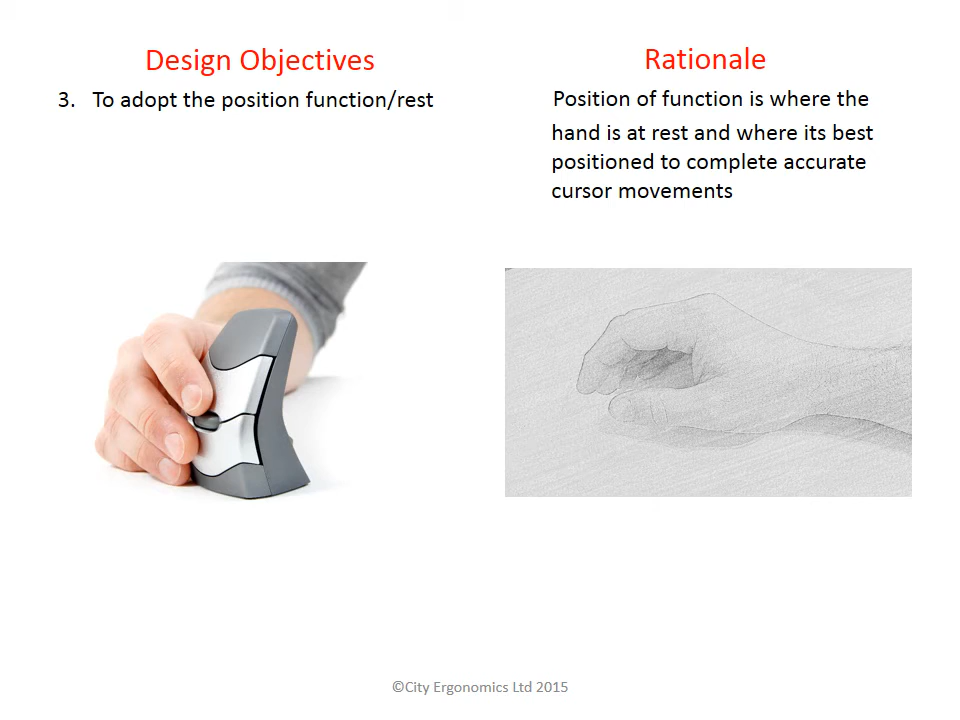 Design Objectives
3. To adopt the position function/rest
Rationale
Position of function is where the
hand is at rest and where its best
positioned to complete accurate
cursor movements
©City Ergonomics Ltd 2015